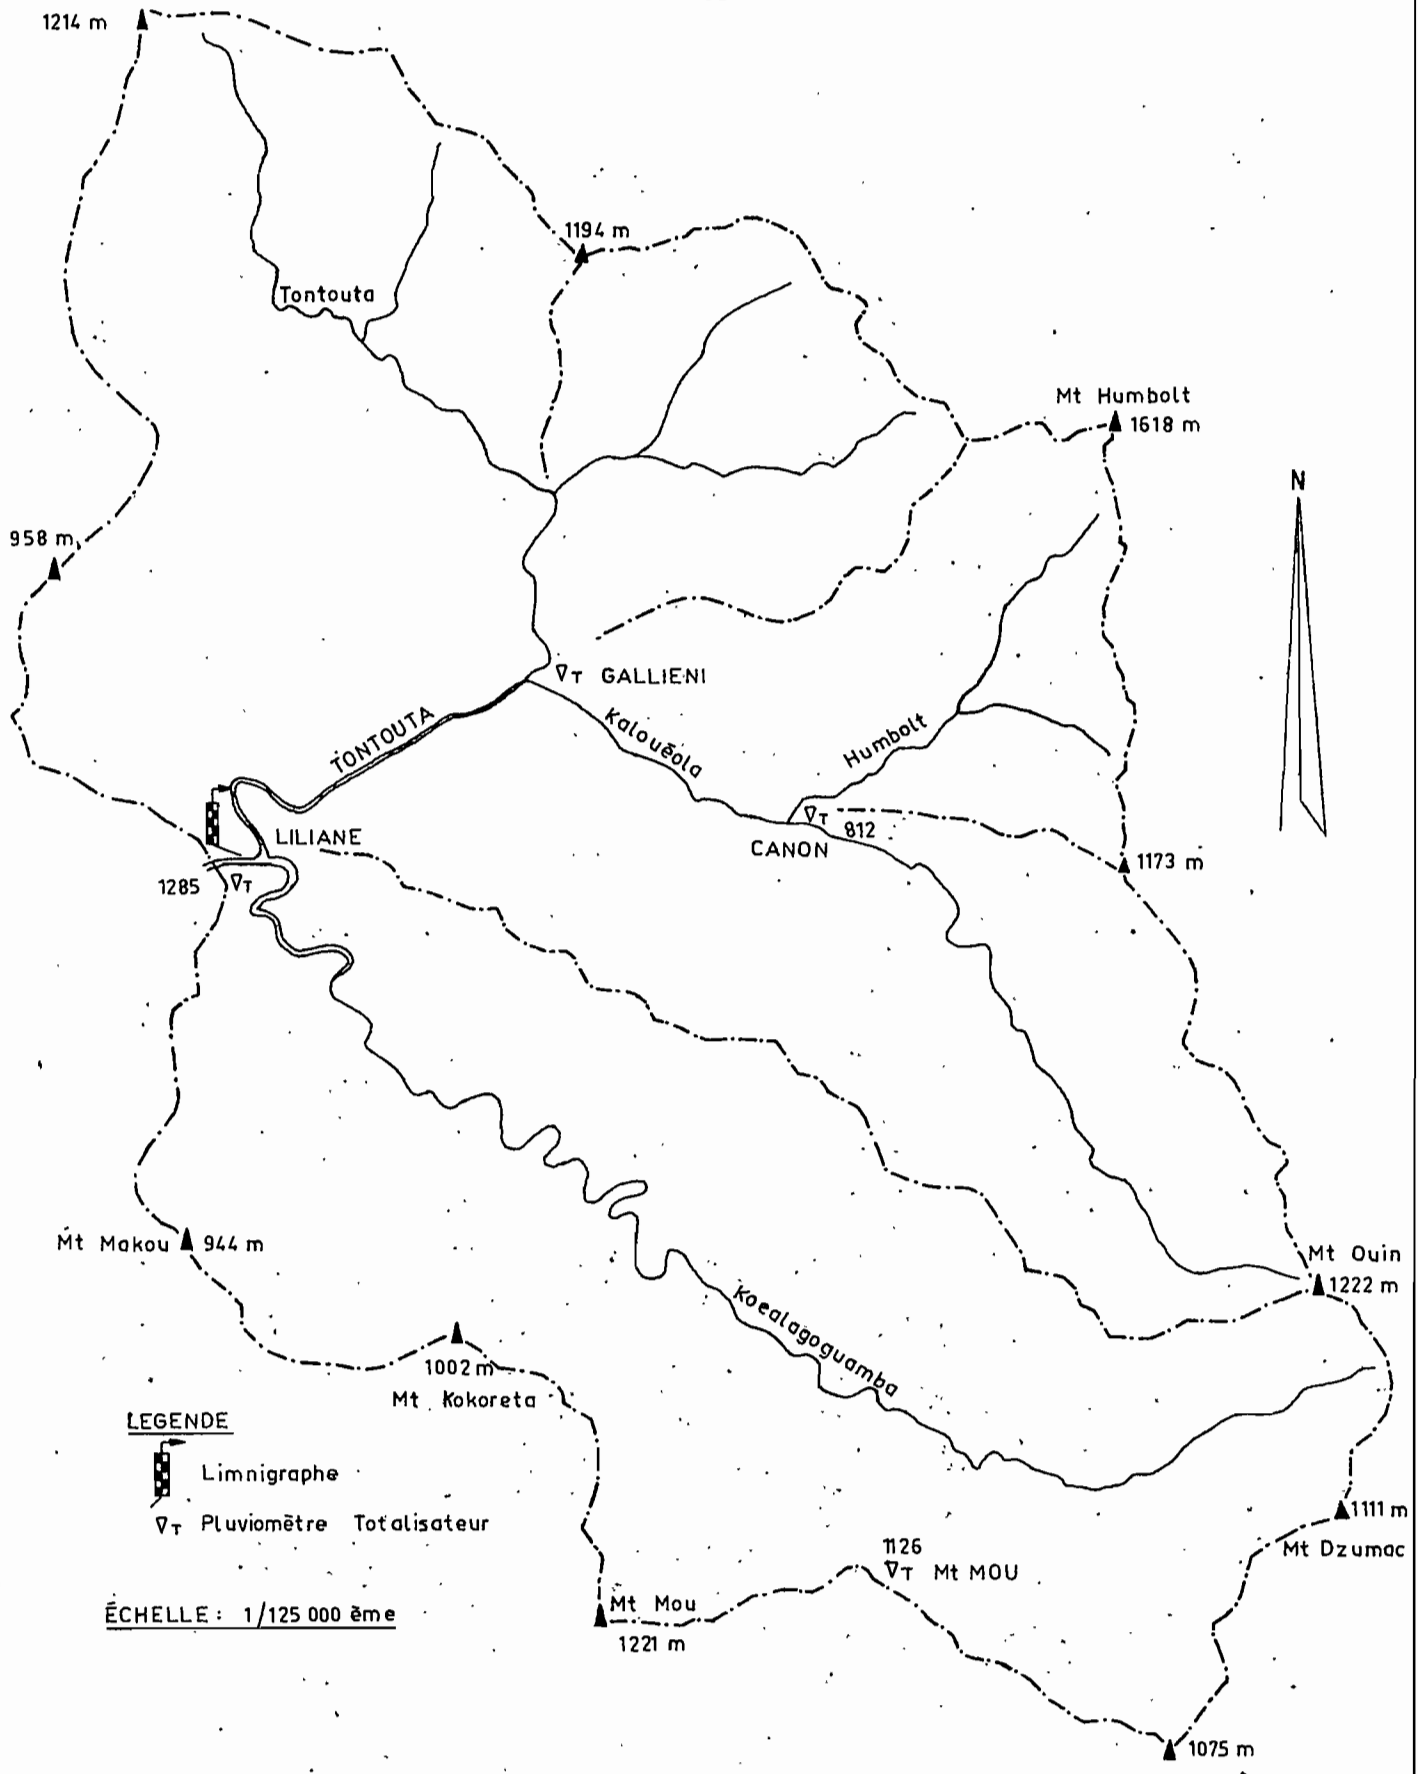 1214 m
1194 m
Tontouta
Mt Humbolt
1618 m
N
958 m
GALLIENI
Kalouéola
TONTOUTA
Humbolt
LILIANE
812
CANON
1173 m
1285
Mt Makou
944 m
Mt Ouin
1222 m
Koealagoguamba
1002 m
Mt Kokoreta
LEGENDE
Limnigraphe
T Pluviomètre Totalisateur
1111 m
Mt Dzumac
1126
T Mt MOU
ÉCHELLE : 1/125 000 ème
Mt Mou
1221 m
1075 m